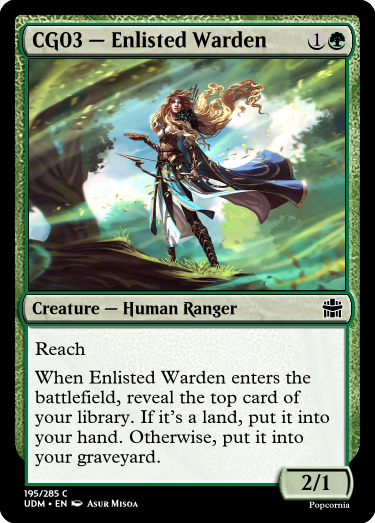 CG03 — Enlisted Warden 1
Creature — Human Ranger
Reach
When Enlisted Warden enters the
battlefield, reveal the top card of
your library. If it's a land, put it into
your hand. Otherwise, put it into
your graveyard.
2/1
195/285 C
UDM • EN Asur Misoa
Popcornia